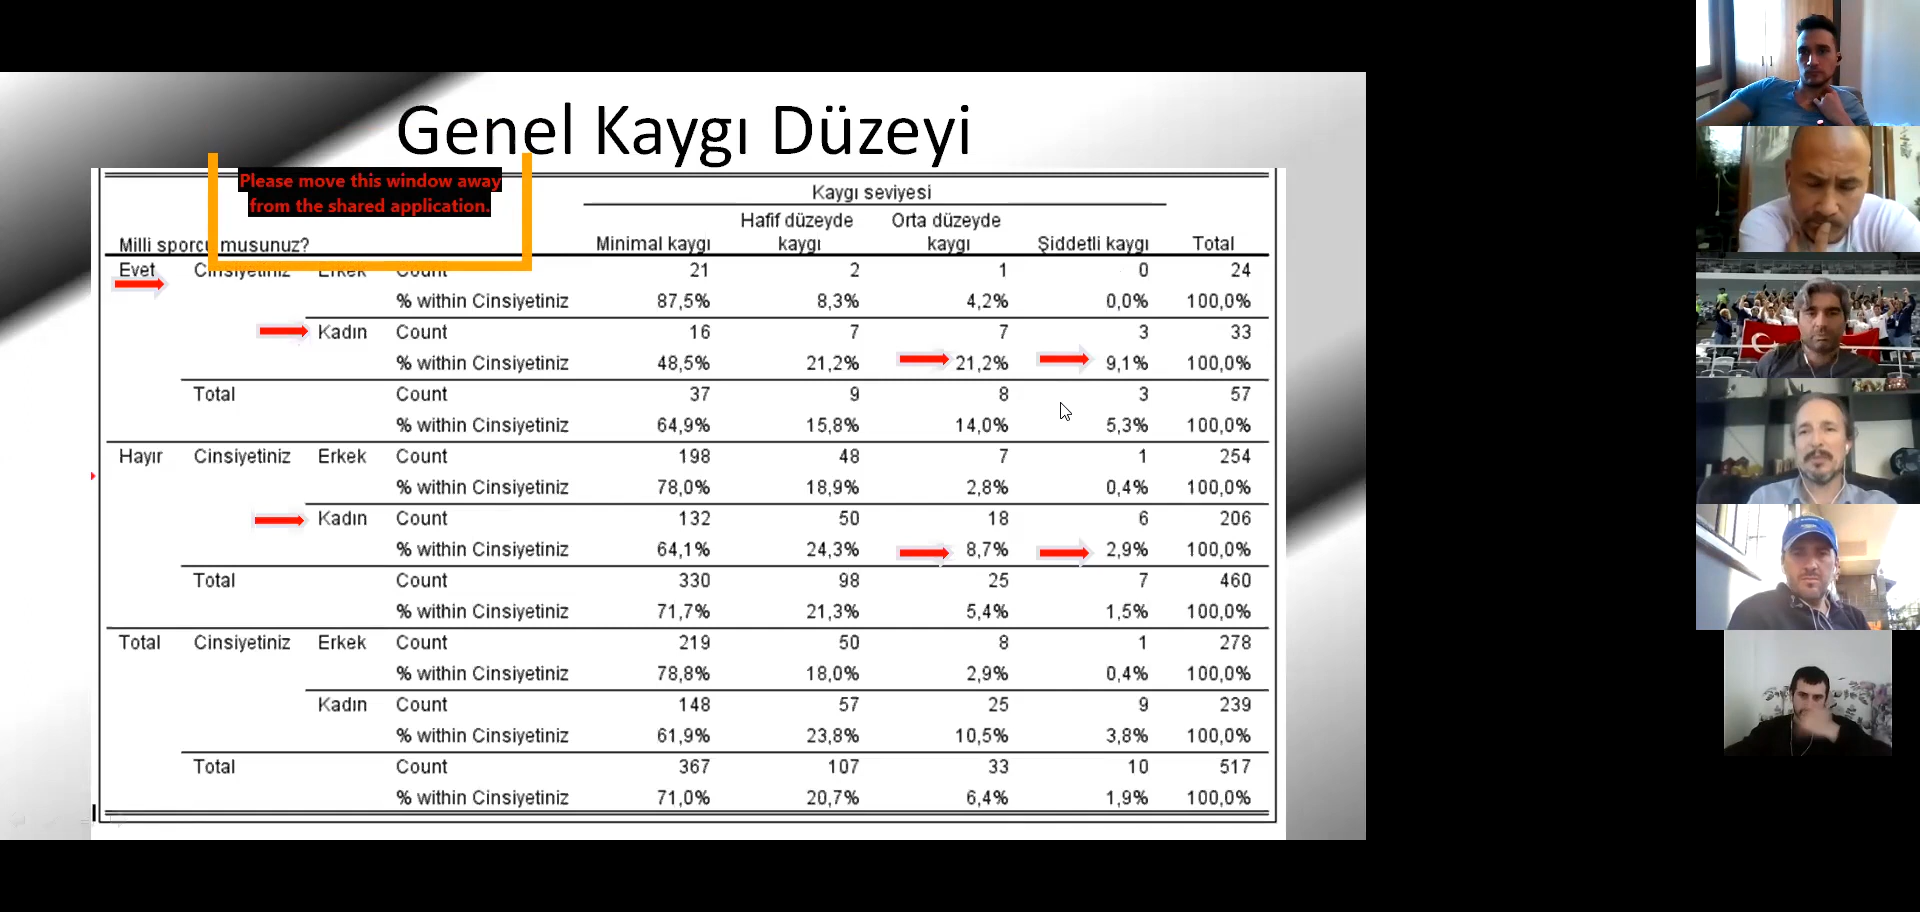 Genel Kaygı Düzeyi
Please move this window away
from the shared application.
Kaygı seviyesi
Hafif düzeyde Orta düzeyde
Milli sporcu musunuz? Minimal kaygı kaygı kaygı Şiddetli kaygı Total
Evet Cinsiyetiniz Erkek Count 21 2 1 0 24
% within Cinsiyetiniz 87,5% 8,3% 4,2% 0,0% 100,0%
Kadın Count 16 7 7 3 33
% within Cinsiyetiniz 48,5% 21,2% 21,2% 9,1% 100,0%
Total Count 37 9 8 3 57
% within Cinsiyetiniz 64,9% 15,8% 14,0% 5,3% 100,0%
Hayır Cinsiyetiniz Erkek Count 198 48 7 1 254
% within Cinsiyetiniz 78,0% 18,9% 2,8% 0,4% 100,0%
Kadın Count 132 50 18 6 206
% within Cinsiyetiniz 64,1% 24,3% 8,7% 2,9% 100,0%
Total Count 330 98 25 7 460
% within Cinsiyetiniz 71,7% 21,3% 5,4% 1,5% 100,0%
Total Cinsiyetiniz Erkek Count 219 50 8 1 278
% within Cinsiyetiniz 78,8% 18,0% 2,9% 0,4% 100,0%
Kadın Count 148 57 25 9 239
% within Cinsiyetiniz 61,9% 23,8% 10,5% 3,8% 100,0%
Total Count 367 107 33 10 517
% within Cinsiyetiniz 71,0% 20,7% 6,4% 1,9% 100,0%